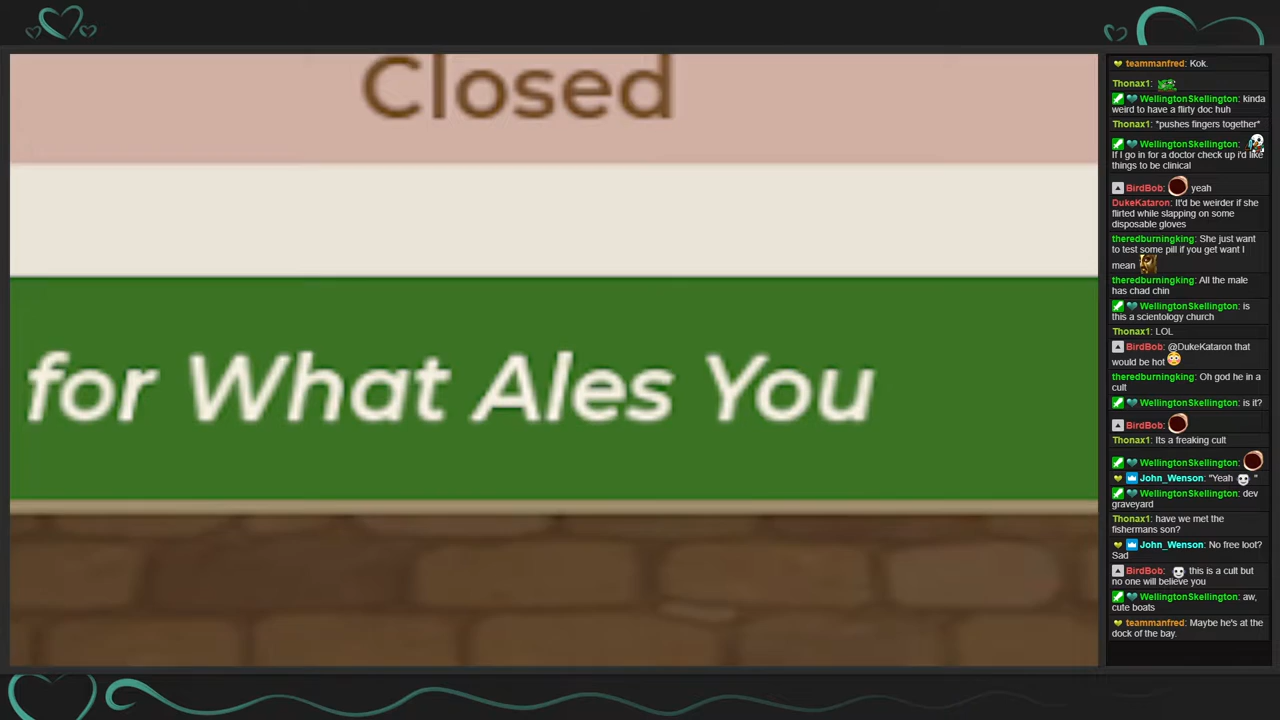 Closed
for What Ales You
teammanfred: Kok.
Thonax1:
WellingtonSkellington: kinda
weird to have a flirty doc huh
Thonax1: *pushes fingers together*
WellingtonSkellington:
If I go in for a doctor check up i'd like
things to be clinical
BirdBob: yeah
DukeKataron: It'd be weirder if she
flirted while slapping on some
disposable gloves
theredburningking: She just want
to test some pill if you get want I
mean
theredburningking: All the male
has chad chin
WellingtonSkellington: is
this a scientology church
Thonax1: LOL
BirdBob: @DukeKataron that
would be hot
theredburningking: Oh god he in a
cult
WellingtonSkellington: is it?
BirdBob:
Thonax1: Its a freaking cult
WellingtonSkellington:
John_Wenson: "Yeah "
WellingtonSkellington: dev
graveyard
Thonax1: have we met the
fishermans son?
John_Wenson: No free loot?
Sad
BirdBob: this is a cult but
no one will believe you
WellingtonSkellington: aw,
cute boats
teammanfred: Maybe he's at the
dock of the bay.